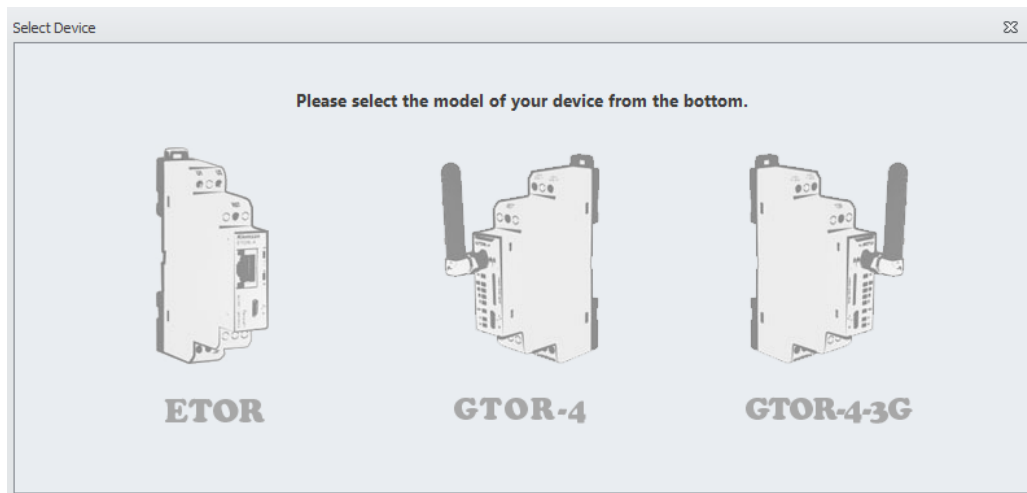 Select Device
Please select the model of your device from the bottom.
ETOR
GTOR-4
GTOR-4-3G